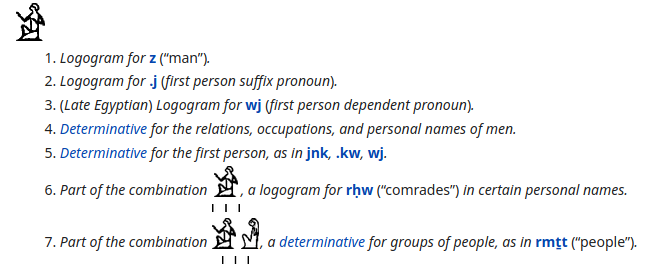 𓀀
1. Logogram for z (“man”).
2. Logogram for .j (first person suffix pronoun).
3. (Late Egyptian) Logogram for wj (first person dependent pronoun).
4. Determinative for the relations, occupations, and personal names of men.
5. Determinative for the first person, as in jnk, .kw, wj.
6. Part of the combination 𓀀𓏥, a logogram for rḥw (“comrades”) in certain personal names.
7. Part of the combination 𓀀𓁐𓏥, a determinative for groups of people, as in rmṯt (“people”).